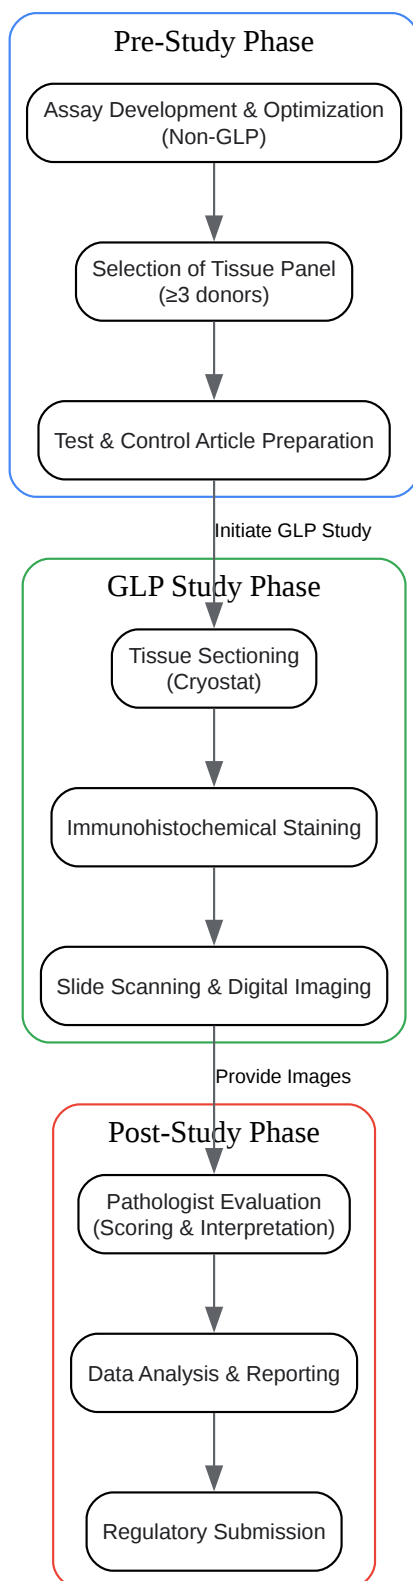 Pre-Study Phase
Assay Development & Optimization
(Non-GLP)
Selection of Tissue Panel
(≥3 donors)
Test & Control Article Preparation
Initiate GLP Study
GLP Study Phase
Tissue Sectioning
(Cryostat)
Immunohistochemical Staining
Slide Scanning & Digital Imaging
Provide Images
Post-Study Phase
Pathologist Evaluation
(Scoring & Interpretation)
Data Analysis & Reporting
Regulatory Submission